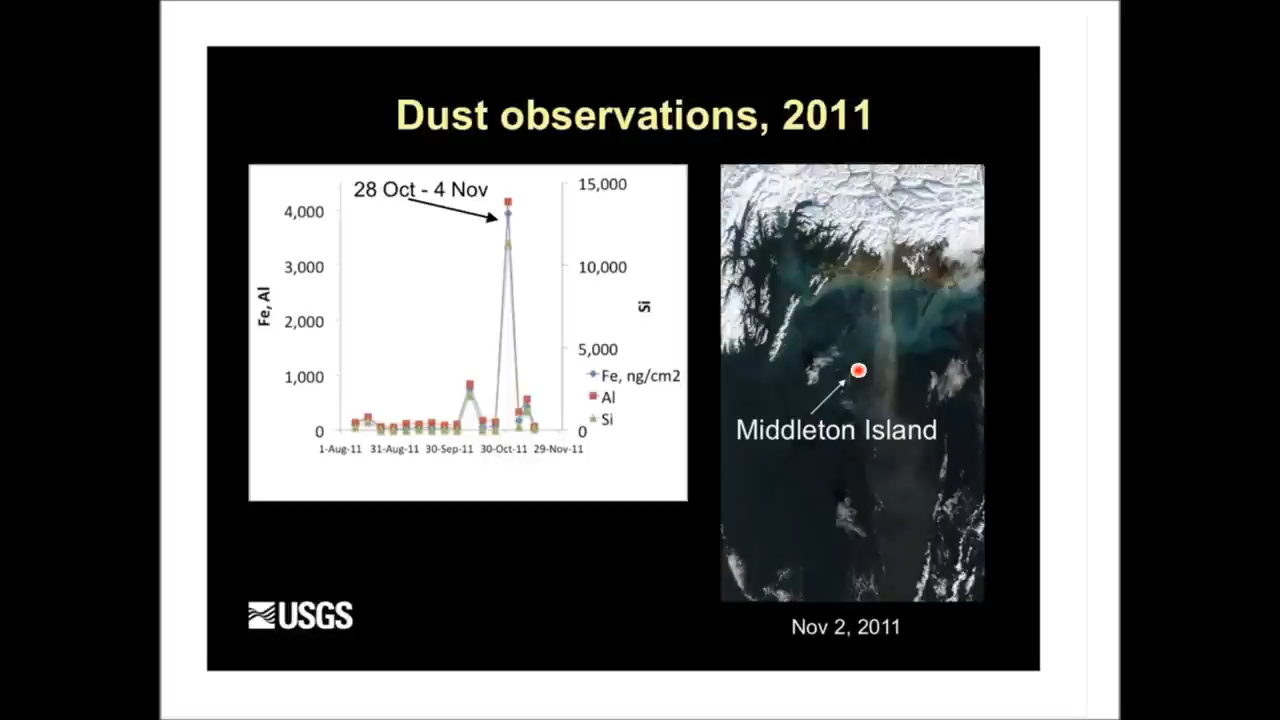 Dust observations, 2011
28 Oct - 4 Nov
4,000
3,000
2,000
1,000
0
Fe, Al
15,000
10,000
5,000
0
Si
Fe, ng/cm2
Al
Si
1-Aug-11 31-Aug-11 30-Sep-11 30-Oct-11 29-Nov-11
Middleton Island
Nov 2, 2011
USGS